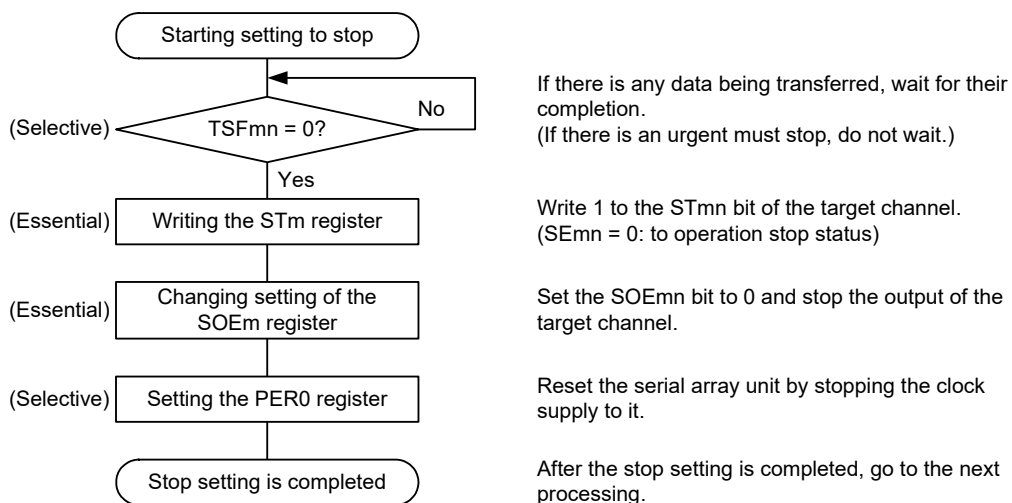 Starting setting to stop
No
If there is any data being transferred, wait for their
completion.
(If there is an urgent must stop, do not wait.)
(Selective)
TSFmn = 0?
Yes
(Essential)
Writing the STm register
Write 1 to the STmn bit of the target channel.
(SEmn = 0: to operation stop status)
(Essential)
Changing setting of the
SOEm register
Set the SOEmn bit to 0 and stop the output of the
target channel.
(Selective)
Setting the PER0 register
Reset the serial array unit by stopping the clock
supply to it.
Stop setting is completed
After the stop setting is completed, go to the next
processing.